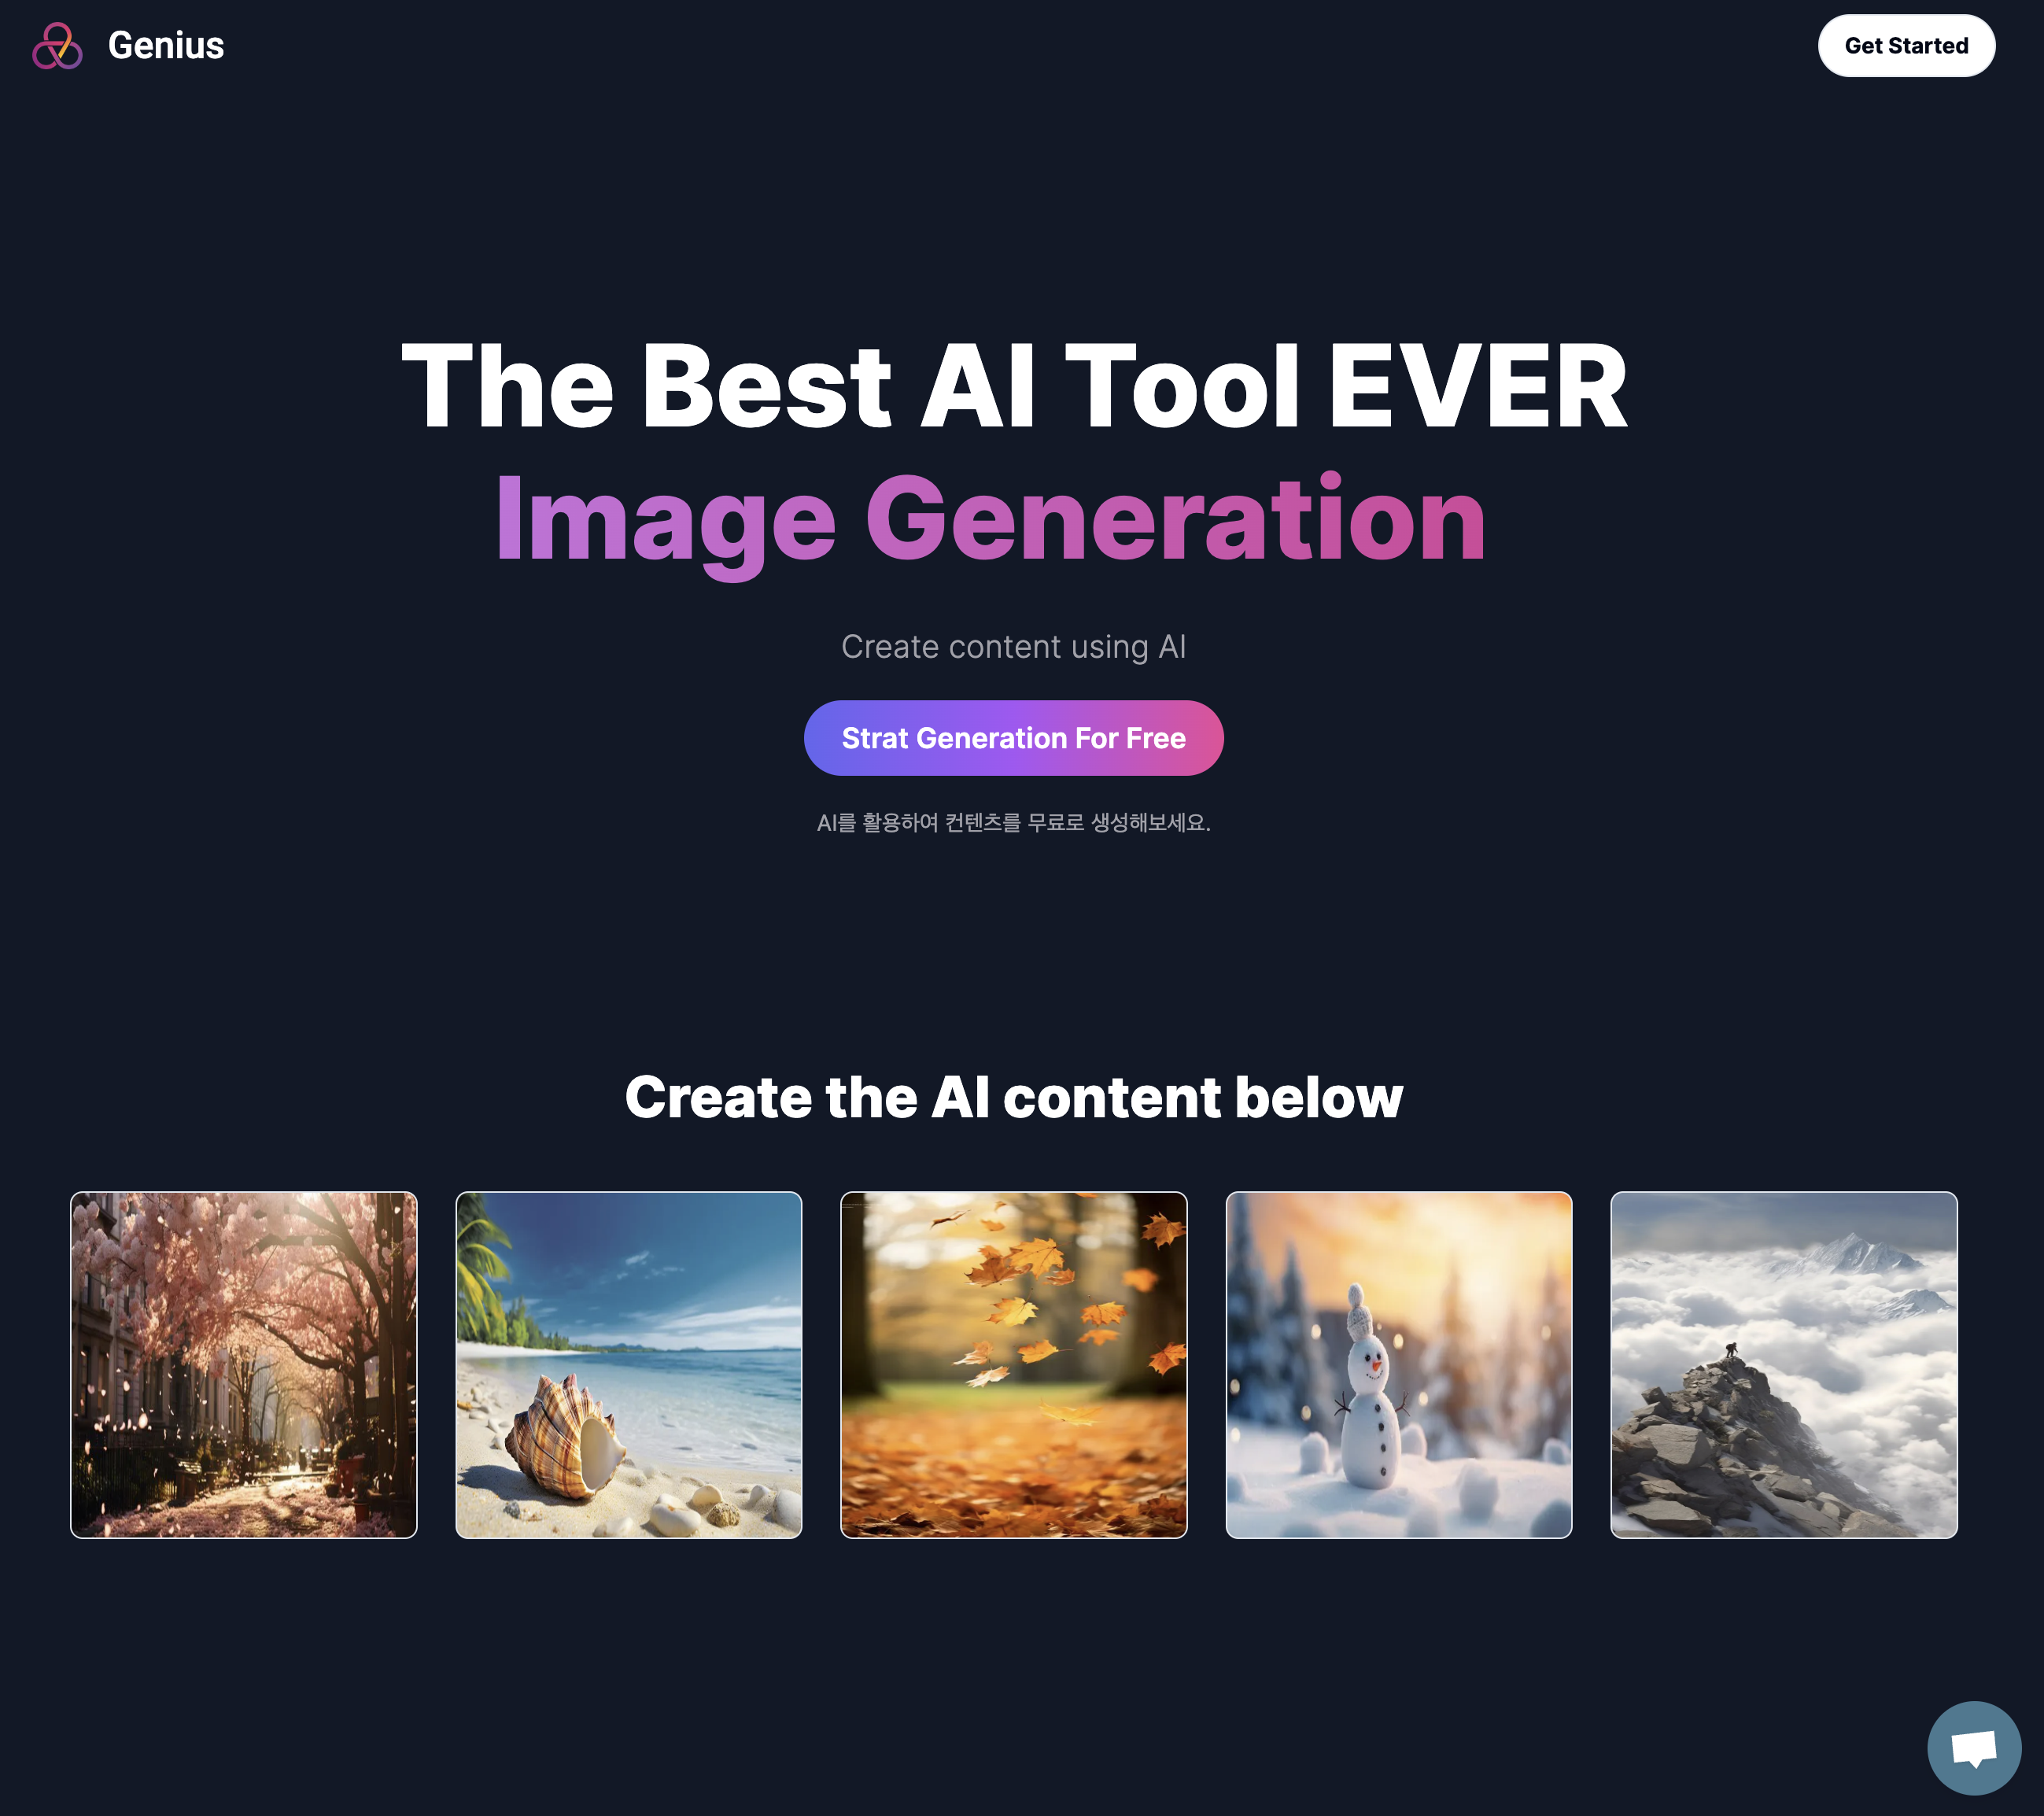 Genius
Get Started
The Best AI Tool EVER
Image Generation
Create content using AI
Strat Generation For Free
AI를 활용하여 컨텐츠를 무료로 생성해보세요.
Create the AI content below